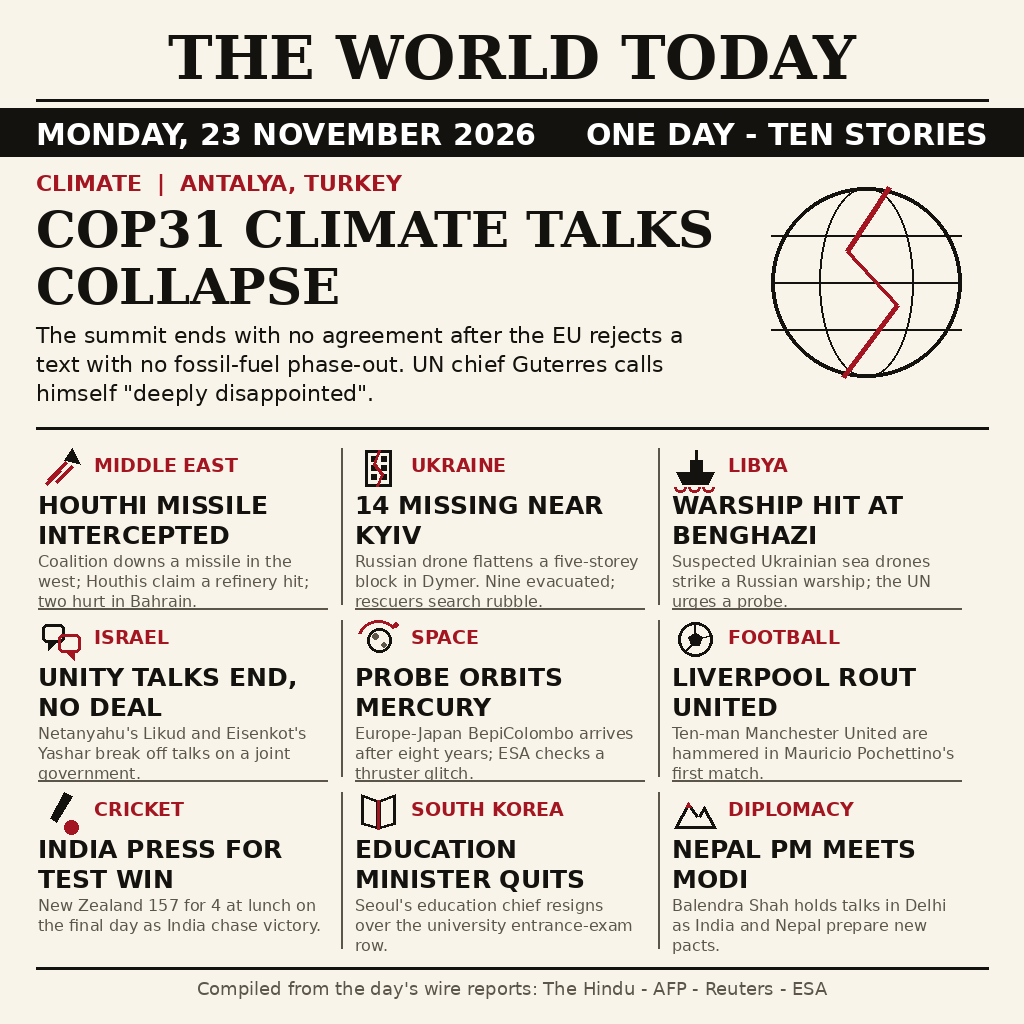 THE WORLD TODAY
MONDAY, 23 NOVEMBER 2026 ONE DAY - TEN STORIES
CLIMATE | ANTALYA, TURKEY
COP31 CLIMATE TALKS
COLLAPSE
The summit ends with no agreement after the EU rejects a
text with no fossil-fuel phase-out. UN chief Guterres calls
himself "deeply disappointed".
MIDDLE EAST
HOUTHI MISSILE
INTERCEPTED
Coalition downs a missile in the
west; Houthis claim a refinery hit;
two hurt in Bahrain.
UKRAINE
14 MISSING NEAR
KYIV
Russian drone flattens a five-storey
block in Dymer. Nine evacuated;
rescuers search rubble.
LIBYA
WARSHIP HIT AT
BENGHAZI
Suspected Ukrainian sea drones
strike a Russian warship; the UN
urges a probe.
ISRAEL
UNITY TALKS END,
NO DEAL
Netanyahu's Likud and Eisenkot's
Yashar break off talks on a joint
government.
SPACE
PROBE ORBITS
MERCURY
Europe-Japan BepiColombo arrives
after eight years; ESA checks a
thruster glitch.
FOOTBALL
LIVERPOOL ROUT
UNITED
Ten-man Manchester United are
hammered in Mauricio Pochettino's
first match.
CRICKET
INDIA PRESS FOR
TEST WIN
New Zealand 157 for 4 at lunch on
the final day as India chase victory.
SOUTH KOREA
EDUCATION
MINISTER QUITS
Seoul's education chief resigns
over the university entrance-exam
row.
DIPLOMACY
NEPAL PM MEETS
MODI
Balendra Shah holds talks in Delhi
as India and Nepal prepare new
pacts.
Compiled from the day's wire reports: The Hindu - AFP - Reuters - ESA